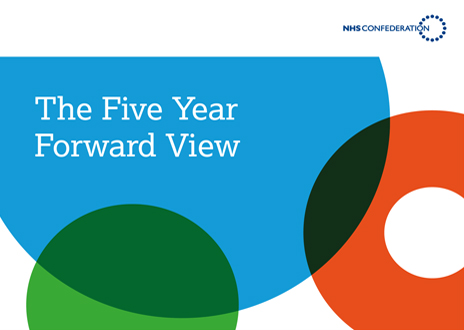 NHS CONFEDERATION
The Five Year
Forward View